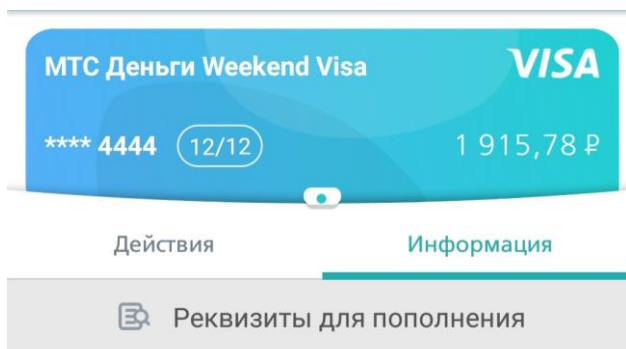 МТС Деньги Weekend Visa VISA
**** 4444 12/12 1 915,78 ₽
Действия Информация
Реквизиты для пополнения